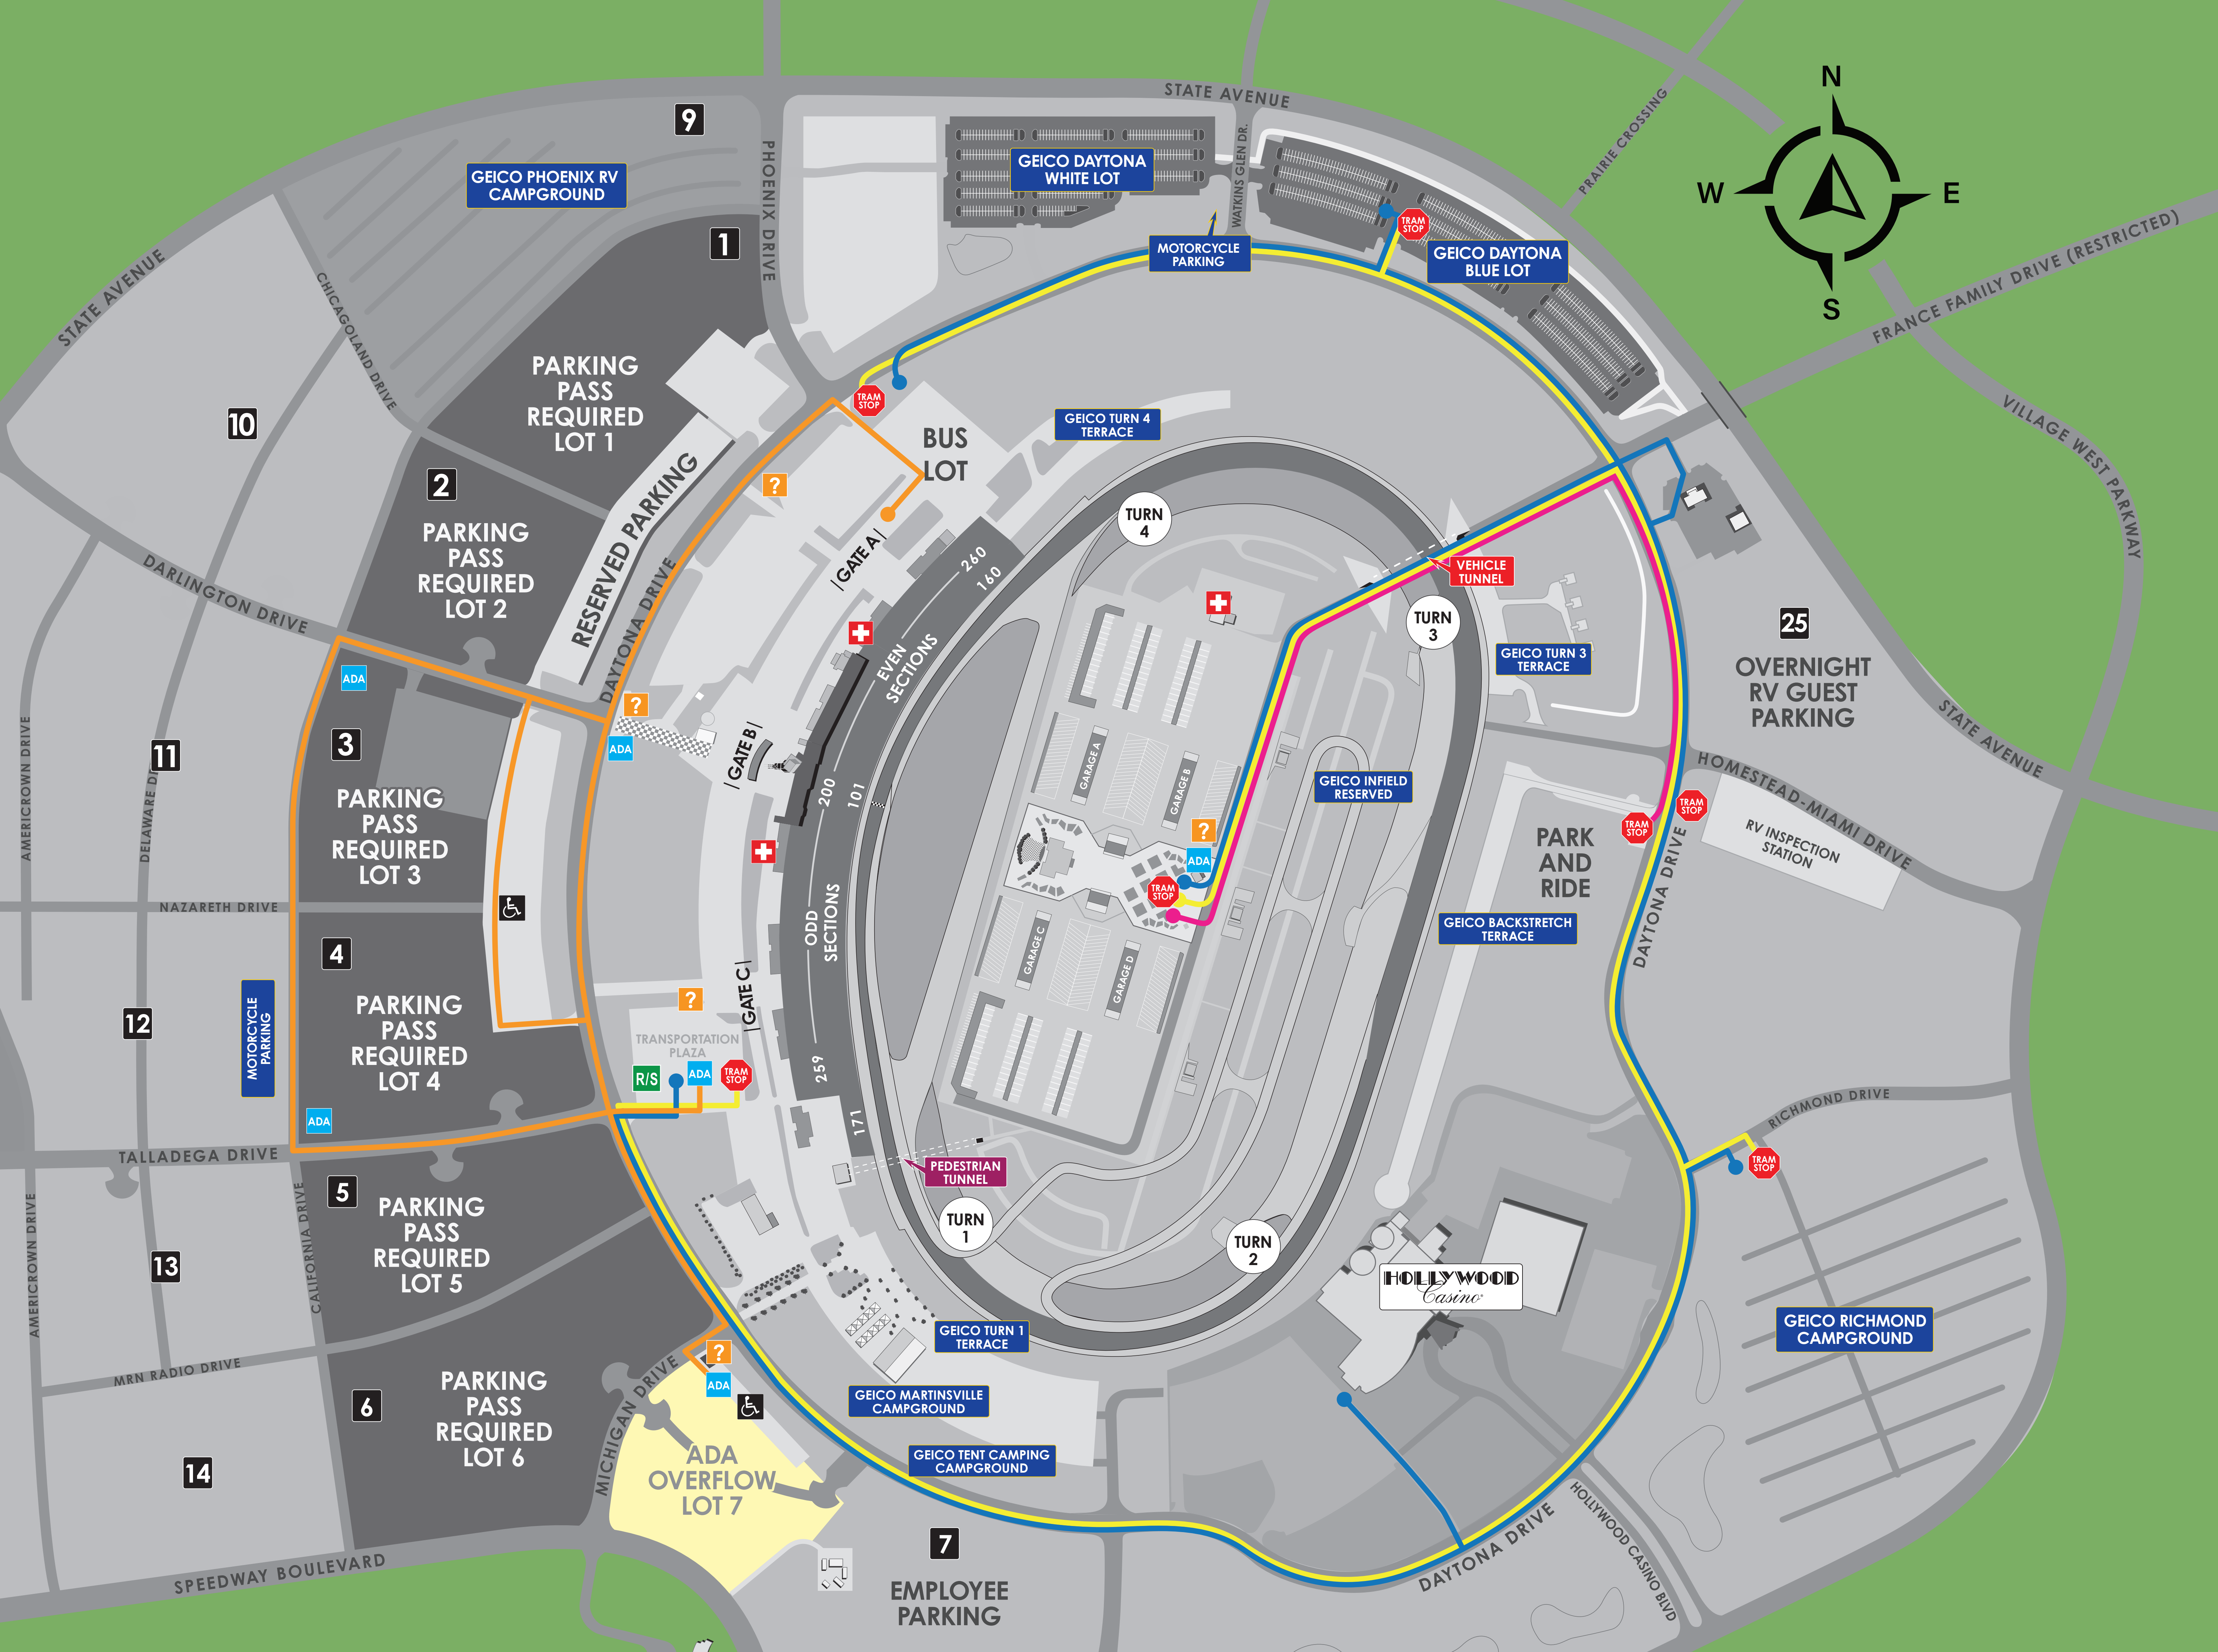 N
W
E
S
STATE AVENUE
9
GEICO PHOENIX RV
CAMPGROUND
PHOENIX DRIVE
GEICO DAYTONA
WHITE LOT
WATKINS GLEN DR.
PRAIRIE CROSSING
MOTORCYCLE
PARKING
TRAM
STOP
GEICO DAYTONA
BLUE LOT
FRANCE FAMILY DRIVE (RESTRICTED)
STATE AVENUE
CHICAGOLAND DRIVE
1
PARKING
PASS
REQUIRED
LOT 1
10
TRAM
STOP
BUS
LOT
GEICO TURN 4
TERRACE
VILLAGE WEST PARKWAY
2
PARKING
PASS
REQUIRED
LOT 2
RESERVED PARKING
?
|GATE A|
260
160
TURN
4
VEHICLE
TUNNEL
TURN
3
DARLINGTON DRIVE
DAYTONA DRIVE
EVEN
SECTIONS
GEICO TURN 3
TERRACE
25
OVERNIGHT
RV GUEST
PARKING
STATE AVENUE
ADA
?
ADA
3
PARKING
PASS
REQUIRED
LOT 3
11
AMERICROWN DRIVE
DELAWARE DR
|GATE B|
200
101
GARAGE A
GARAGE B
GEICO INFIELD
RESERVED
HOMESTEAD-MIAMI DRIVE
TRAM
STOP
TRAM
STOP
RV INSPECTION
STATION
PARK
AND
RIDE
DAYTONA DRIVE
?
ADA
TRAM
STOP
NAZARETH DRIVE
ODD
SECTIONS
GARAGE C
GARAGE D
GEICO BACKSTRETCH
TERRACE
4
PARKING
PASS
REQUIRED
LOT 4
MOTORCYCLE
PARKING
12
?
|GATE C|
TRANSPORTATION
PLAZA
R/S
ADA
TRAM
STOP
259
171
ADA
TALLADEGA DRIVE
PEDESTRIAN
TUNNEL
RICHMOND DRIVE
TRAM
STOP
5
PARKING
PASS
REQUIRED
LOT 5
AMERICROWN DRIVE
CALIFORNIA DRIVE
13
TURN
1
TURN
2
HOLLYWOOD
Casino
GEICO RICHMOND
CAMPGROUND
GEICO TURN 1
TERRACE
MRN RADIO DRIVE
?
ADA
MICHIGAN DRIVE
6
PARKING
PASS
REQUIRED
LOT 6
GEICO MARTINSVILLE
CAMPGROUND
GEICO TENT CAMPING
CAMPGROUND
14
ADA
OVERFLOW
LOT 7
HOLLYWOOD CASINO BLVD
DAYTONA DRIVE
SPEEDWAY BOULEVARD
7
EMPLOYEE
PARKING